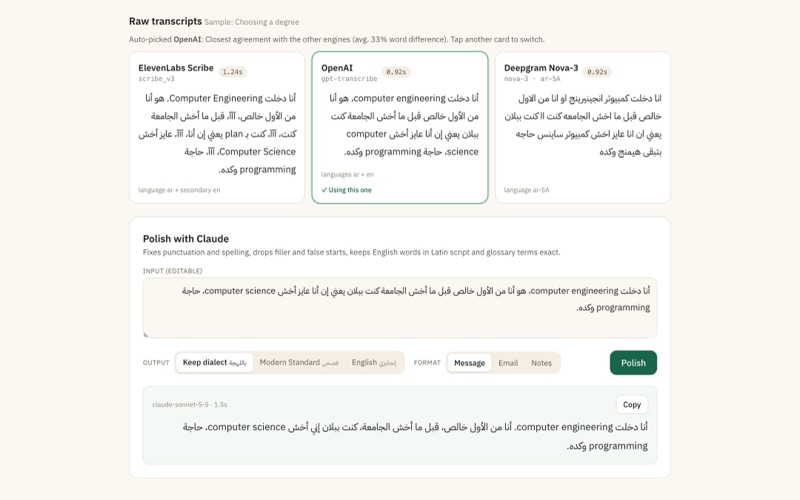 Raw transcripts Sample: Choosing a degree
Auto-picked OpenAI: Closest agreement with the other engines (avg. 33% word difference). Tap another card to switch.
ElevenLabs Scribe 1.24s
scribe_v3
أنا دخلت Computer Engineering. هو أنا
من الأول خالص، آآآ، قبل ما أخش الجامعة
كنت، آآآ، كنت بـ plan يعني إن أنا، آآآ، عايز أخش
Computer Science، آآآ، حاجة
programming وكده.
language ar + secondary en
OpenAI 0.92s
gpt-transcribe
أنا دخلت computer engineering. هو أنا
من الأول خالص قبل ما أخش الجامعة كنت
ببلان يعني إن أنا عايز أخش computer
science، حاجة programming وكده.
languages ar + en
✓ Using this one
Deepgram Nova-3 0.92s
nova-3 · ar-SA
انا دخلت كمبيوتر انجينيرينج او انا من الاول
خالص قبل ما اخش الجامعه كنت اا كنت ببلان
يعني ان انا عايز اخش كمبيوتر ساينس حاجه
بتبقى هيمنج وكده
language ar-SA
Polish with Claude
Fixes punctuation and spelling, drops filler and false starts, keeps English words in Latin script and glossary terms exact.
INPUT (EDITABLE)
أنا دخلت computer engineering. هو أنا من الأول خالص قبل ما أخش الجامعة كنت ببلان يعني إن أنا عايز أخش computer science، حاجة
programming وكده.
OUTPUT Keep dialect باللهجة Modern Standard فصحى English إنجليزي FORMAT Message Email Notes Polish
claude-sonnet-5-5 · 1.5s Copy
أنا دخلت computer engineering. أنا من الأول خالص، قبل ما أخش الجامعة، كنت ببلان إني أخش computer science، حاجة
programming وكده.